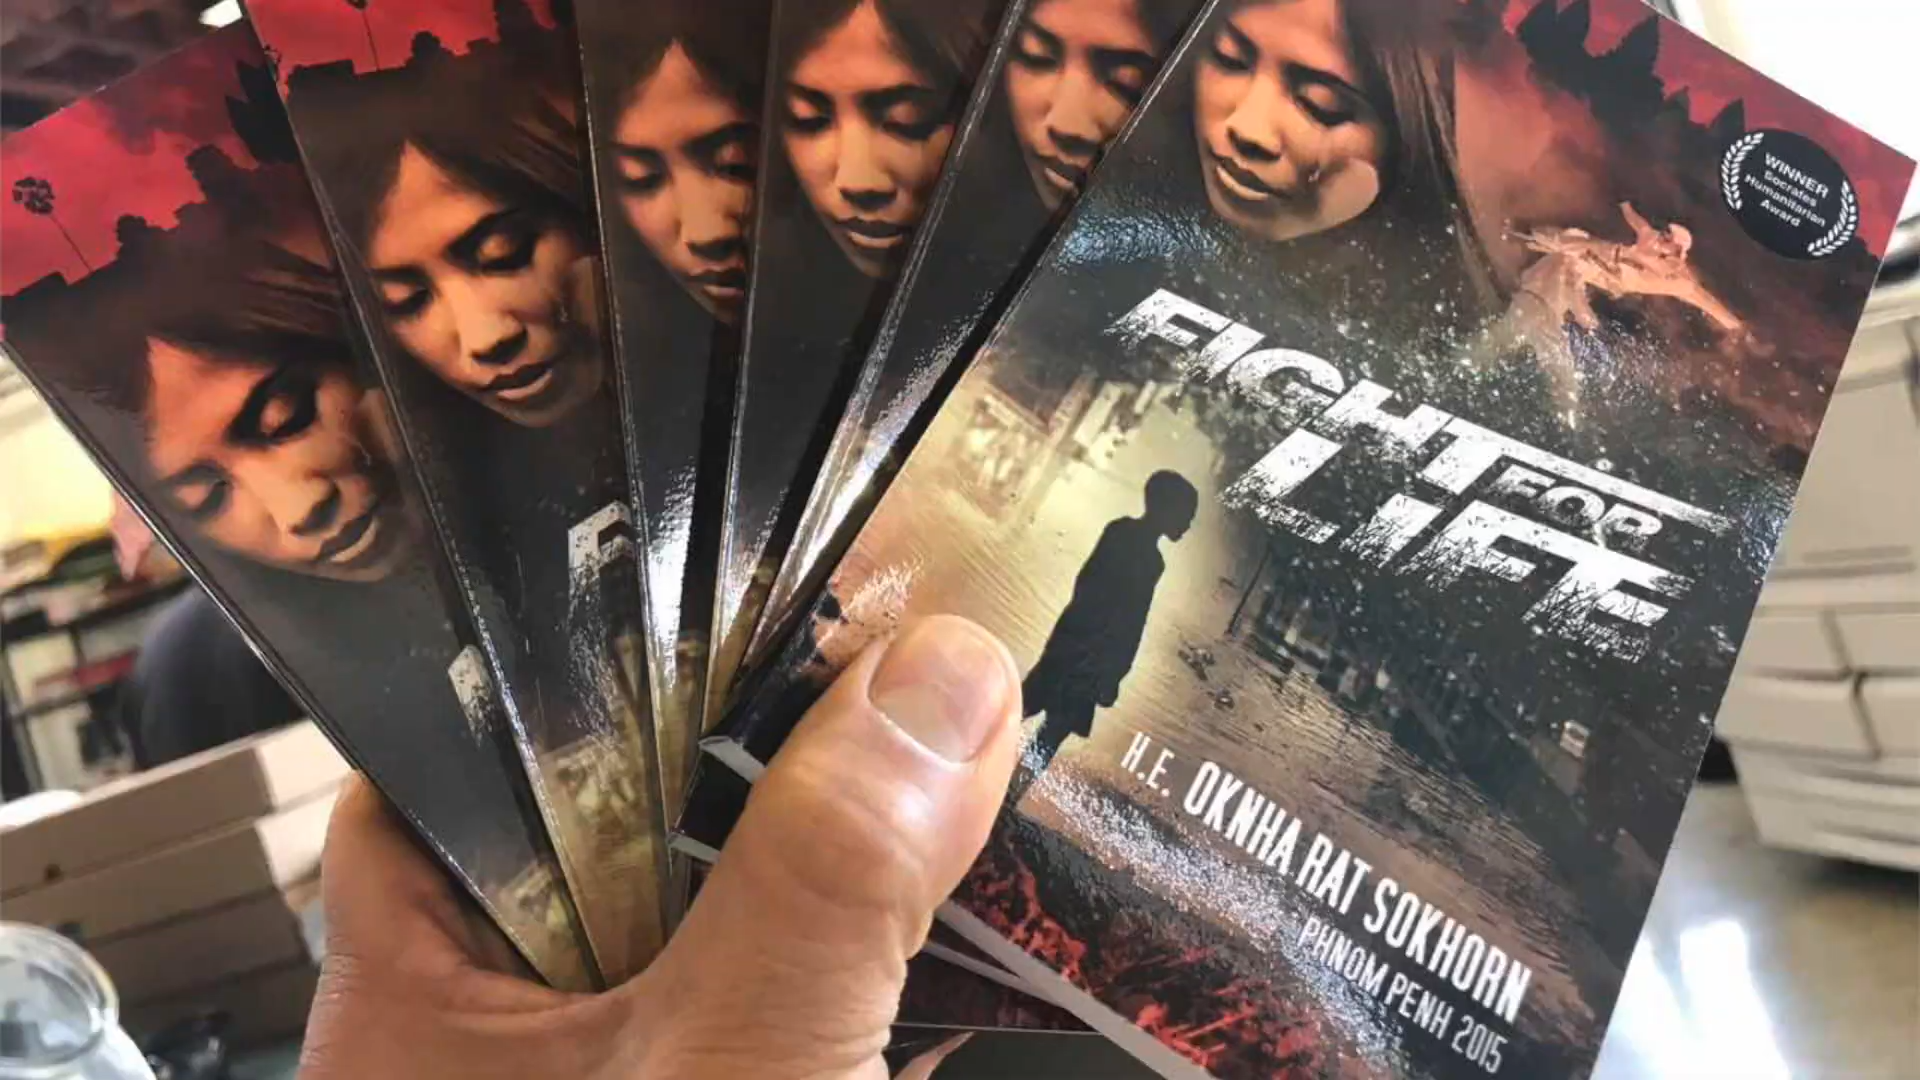 WINNER
Socrates
Humanitarian
Award
FIGHT
FOR
LIFE
H.E. OKNHA RAT SOKHORN
PHNOM PENH 2015